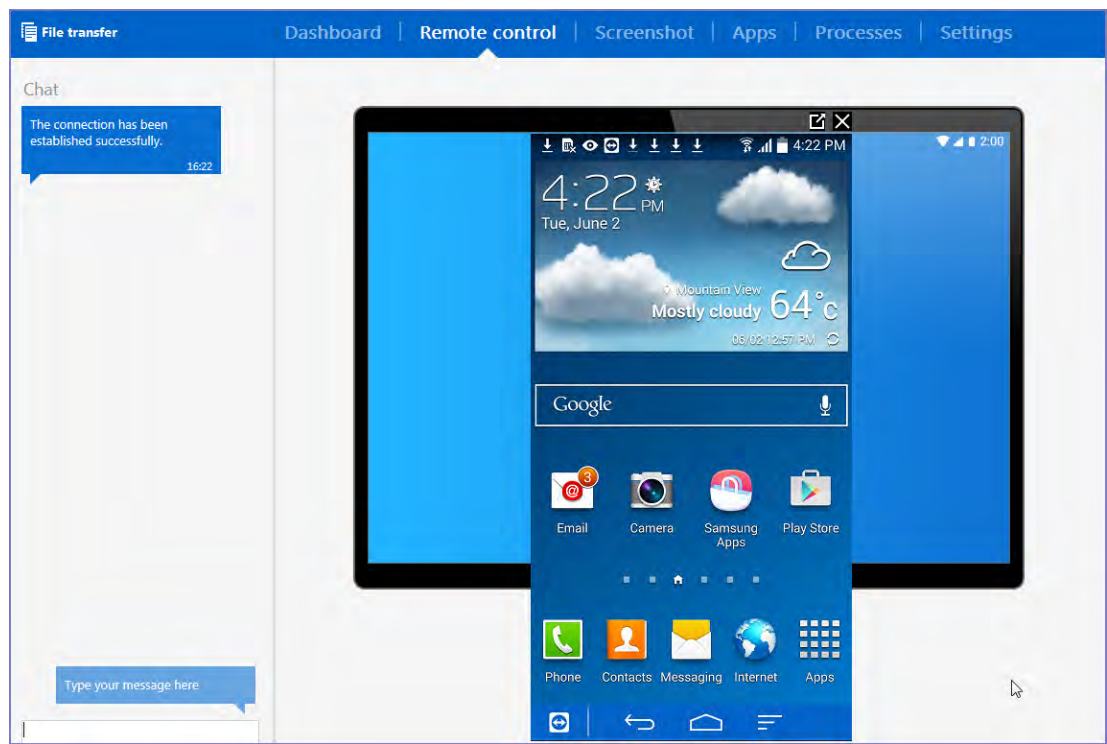 File transfer
Dashboard | Remote control | Screenshot | Apps | Processes | Settings
Chat
The connection has been
established successfully.
16:22
4:22 PM
2:00
4:22 PM
Tue, June 2
Mountain View
Mostly cloudy 64°C
06/02 12:57 PM
Google
3
Email
Camera
Samsung
Apps
Play Store
Phone
Contacts
Messaging
Internet
Apps
Type your message here